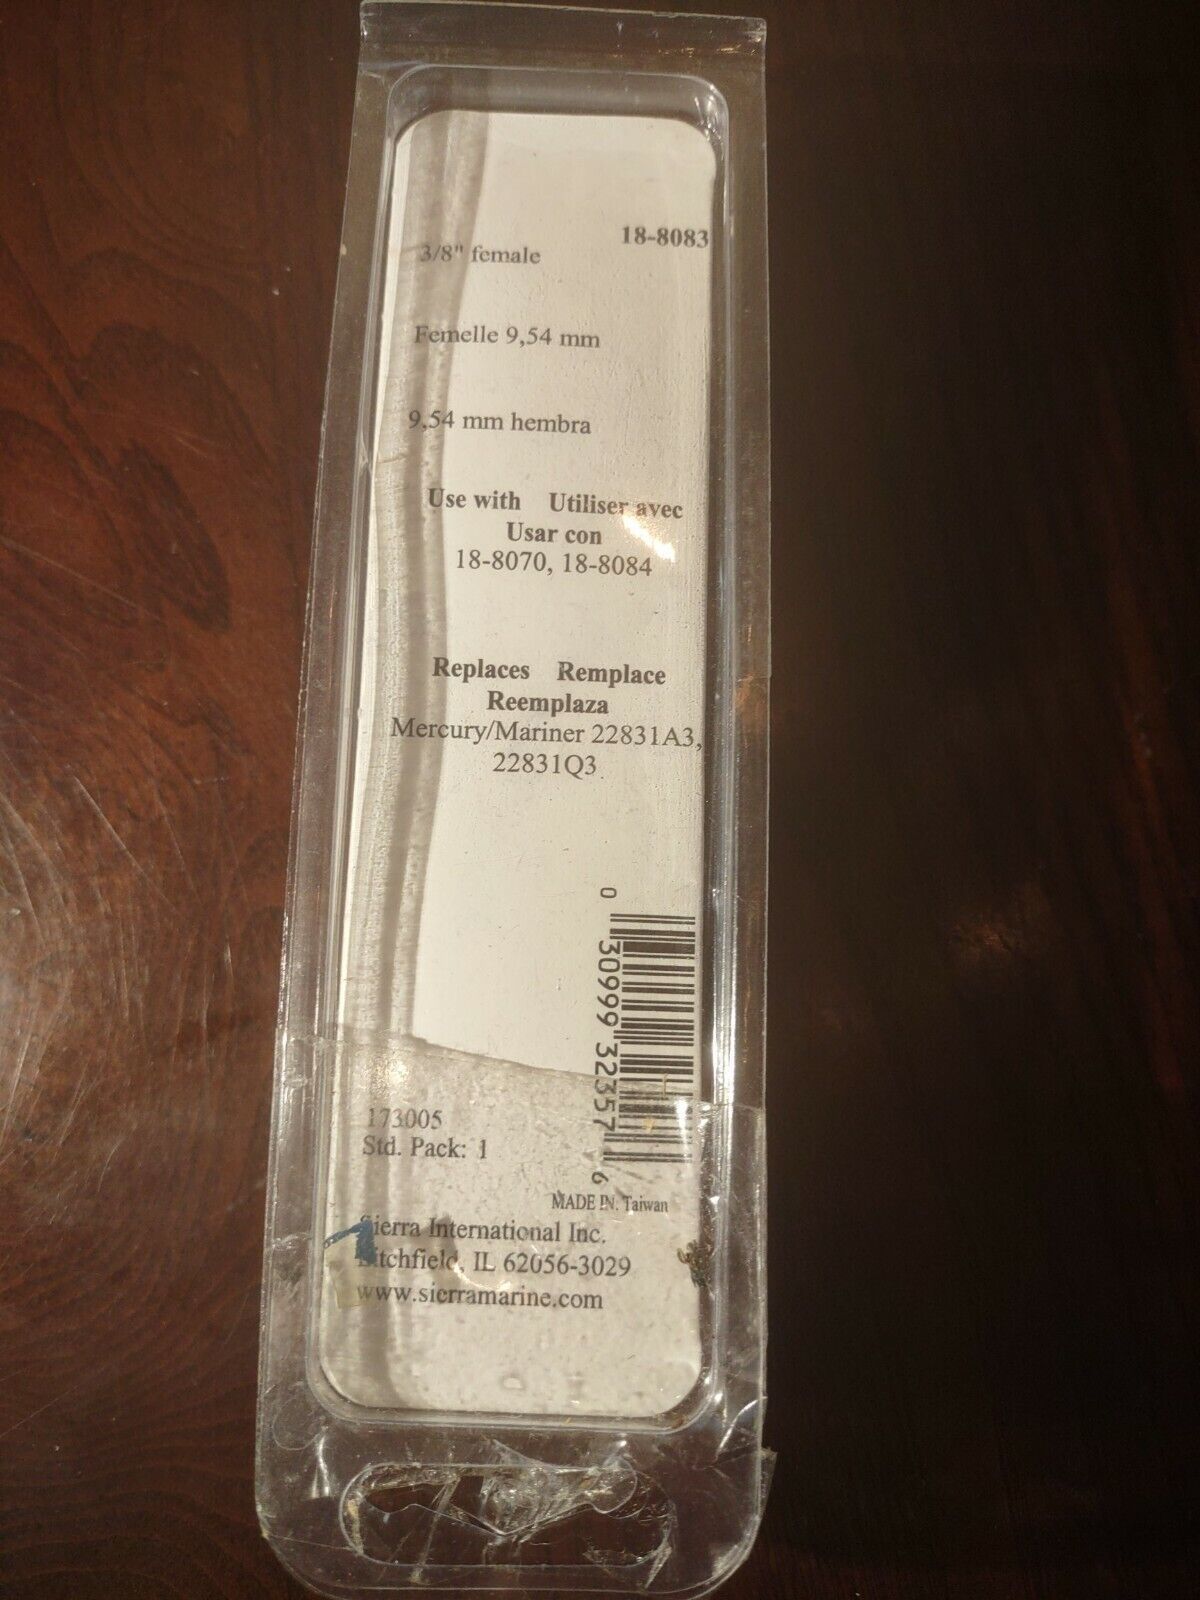 18-8083
3/8" female
Femelle 9,54 mm
9,54 mm hembra
Use with Utiliser avec
Usar con
18-8070, 18-8084
Replaces Remplace
Reemplaza
Mercury/Mariner 22831A3,
22831Q3
0 30999 32357 6
173005
Std. Pack: 1
MADE IN. Taiwan
Sierra International Inc.
Litchfield, IL 62056-3029
www.sierramarine.com